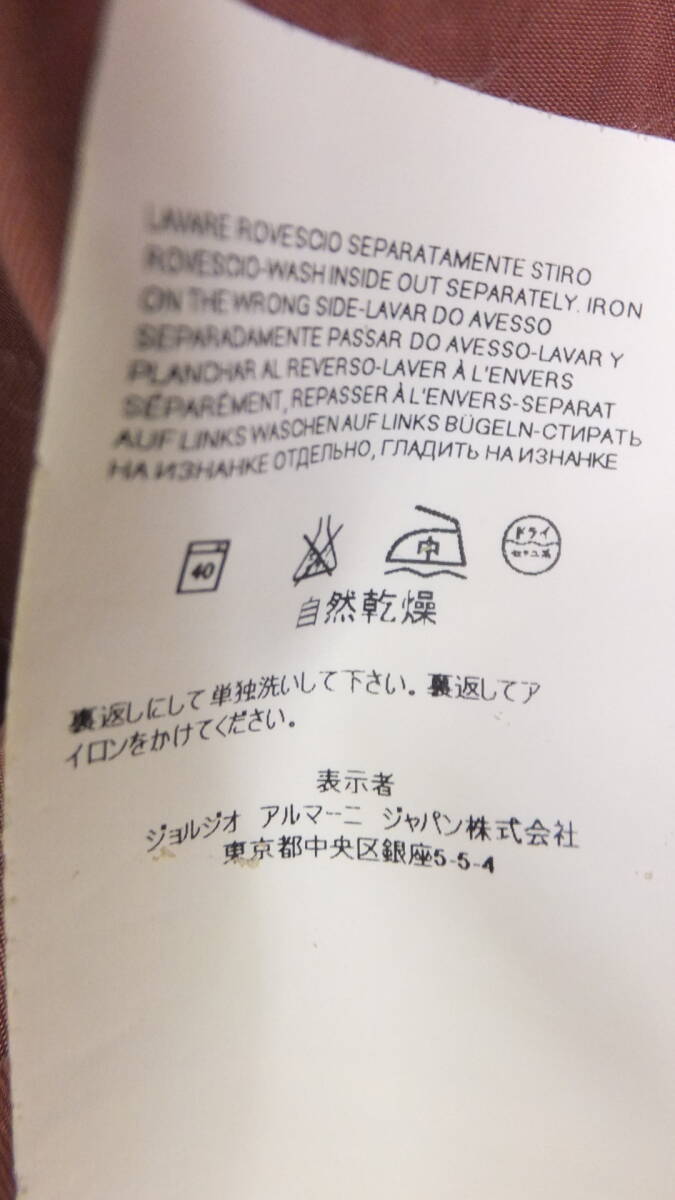 LAVARE ROVESCIO SEPARATAMENTE STIRO
ROVESCIO-WASH INSIDE OUT SEPARATELY. IRON
ON THE WRONG SIDE-LAVAR DO AVESSO
SEPARADAMENTE PASSAR DO AVESSO-LAVAR Y
PLANCHAR AL REVERSO-LAVER À L'ENVERS
SÉPARÉMENT, REPASSER À L'ENVERS-SEPARAT
AUF LINKS WASCHEN AUF LINKS BÜGELN-СТИРАТЬ
НА ИЗНАНКЕ ОТДЕЛЬНО, ГЛАДИТЬ НА ИЗНАНКЕ
40
中
ドライ
セキユ系
自然乾燥
裏返しにして単独洗いして下さい。裏返してア
イロンをかけてください。
表示者
ジョルジオ アルマーニ ジャパン株式会社
東京都中央区銀座5-5-4